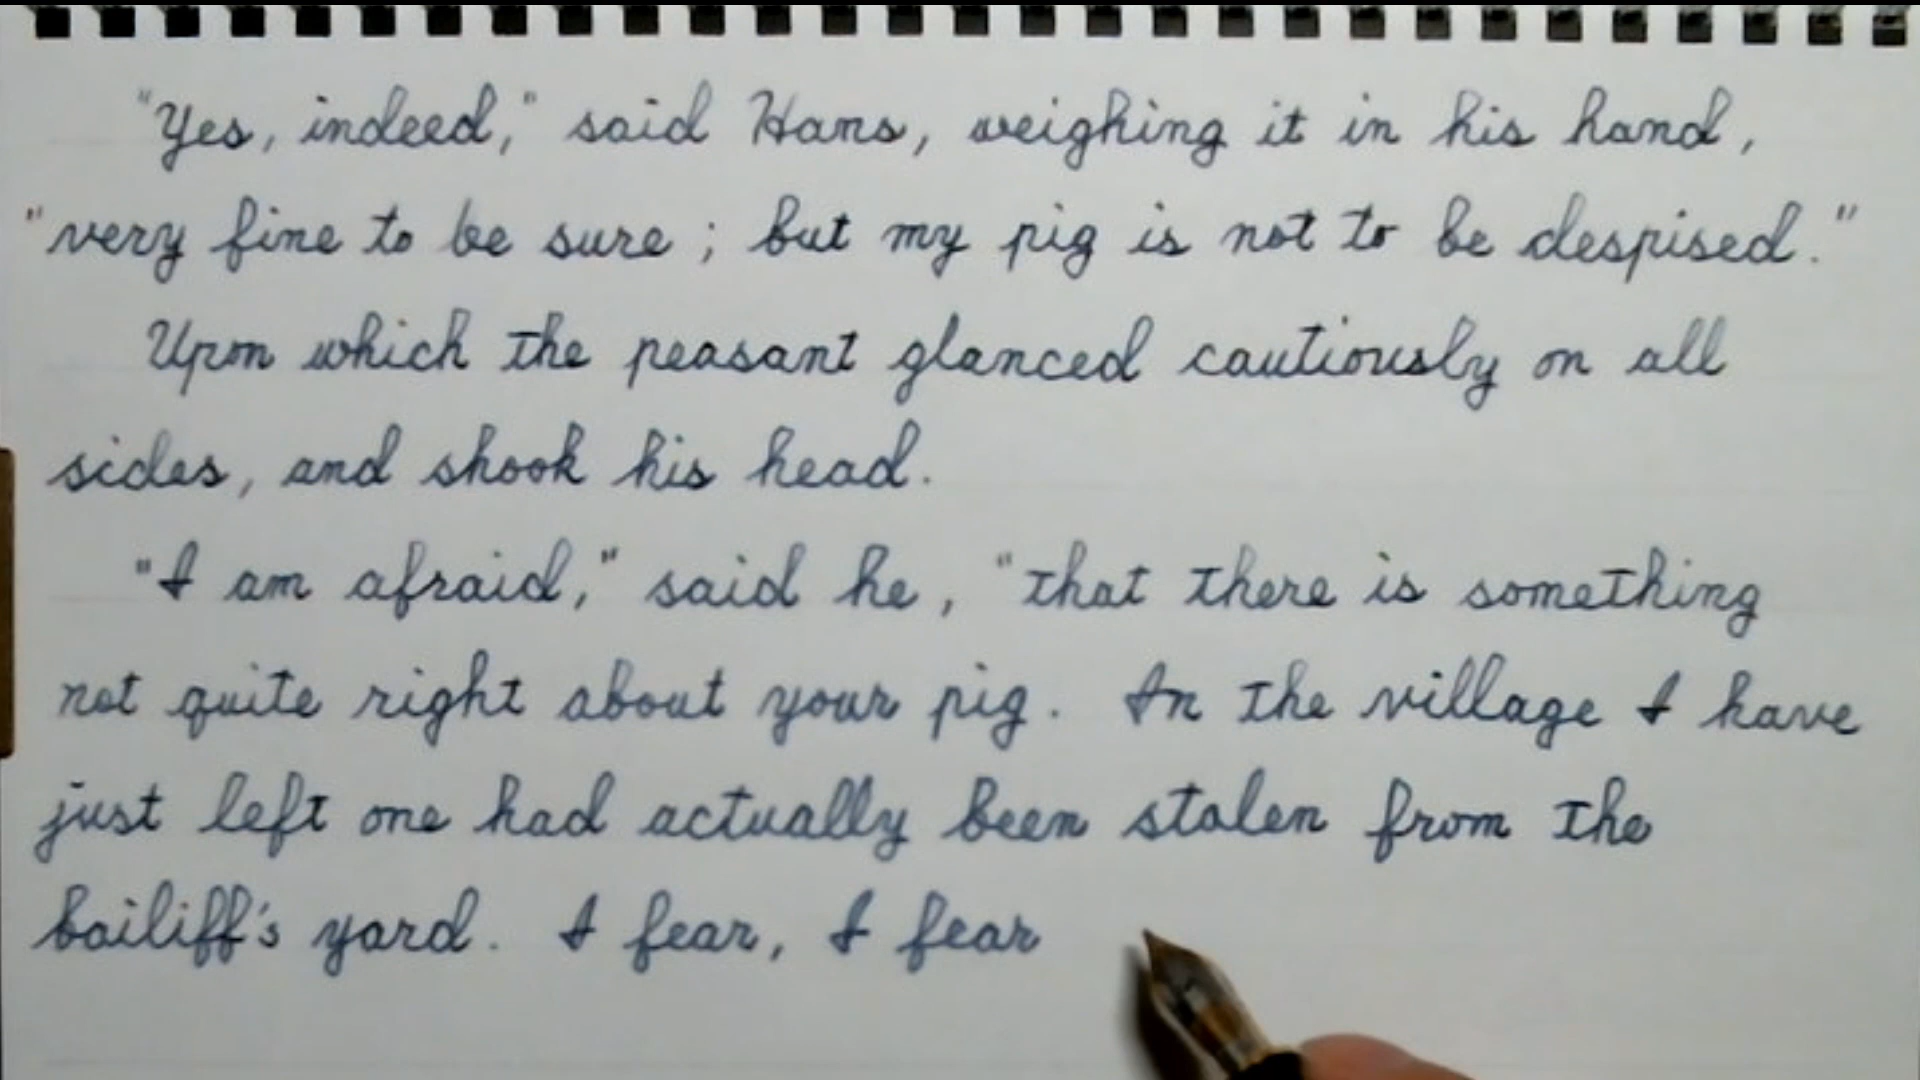 "Yes, indeed," said Hans, weighing it in his hand,
"very fine to be sure; but my pig is not to be despised."
Upon which the peasant glanced cautiously on all
sides, and shook his head.
"I am afraid," said he, "that there is something
not quite right about your pig. In the village I have
just left one had actually been stolen from the
bailiff's yard. I fear, I fear